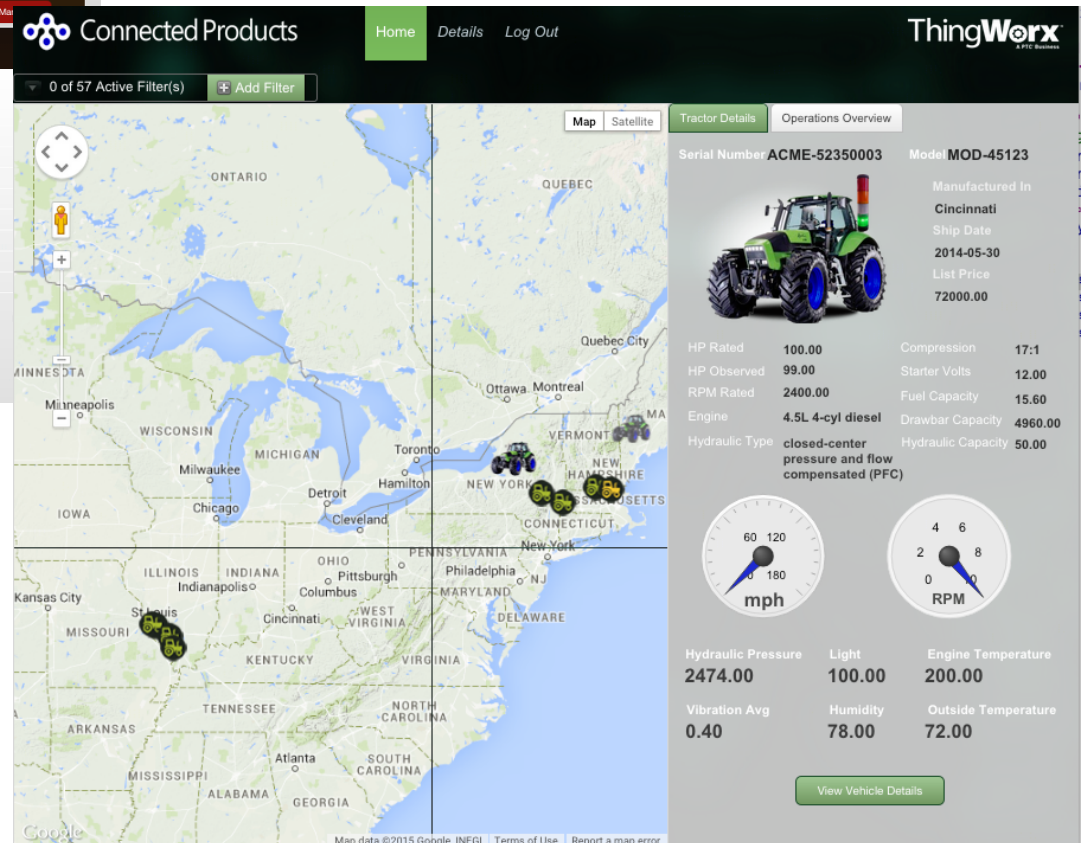 Connected Products
Home
Details
Log Out
ThingWorx
A PTC Business
0 of 57 Active Filter(s)
Add Filter
Map
Satellite
Tractor Details
Operations Overview
Serial Number ACME-52350003
Model MOD-45123
Manufactured In
Cincinnati
Ship Date
2014-05-30
List Price
72000.00
HP Rated 100.00
HP Observed 99.00
RPM Rated 2400.00
Engine 4.5L 4-cyl diesel
Hydraulic Type closed-center
pressure and flow
compensated (PFC)
Compression 17:1
Starter Volts 12.00
Fuel Capacity 15.60
Drawbar Capacity 4960.00
Hydraulic Capacity 50.00
60 120
0 180
mph
4 6
2 8
0
RPM
Hydraulic Pressure
2474.00
Light
100.00
Engine Temperature
200.00
Vibration Avg
0.40
Humidity
78.00
Outside Temperature
72.00
View Vehicle Details
ONTARIO
QUEBEC
Quebec City
MINNESOTA
Ottawa
Montreal
Minneapolis
MA
WISCONSIN
VERMONT
MICHIGAN
Toronto
Milwaukee
Hamilton
NEW YORK
NEW
HAMPSHIRE
Detroit
Chicago
IOWA
Cleveland
CONNECTICUT
New York
PENNSYLVANIA
ILLINOIS
INDIANA
OHIO
Pittsburgh
Philadelphia
NJ
Indianapolis
Columbus
MARYLAND
Kansas City
St Louis
Cincinnati
WEST
VIRGINIA
DELAWARE
MISSOURI
KENTUCKY
VIRGINIA
TENNESSEE
NORTH
CAROLINA
ARKANSAS
Atlanta
SOUTH
CAROLINA
MISSISSIPPI
ALABAMA
GEORGIA
Google
Map data ©2015 Google, INEGI
Terms of Use
Report a map error